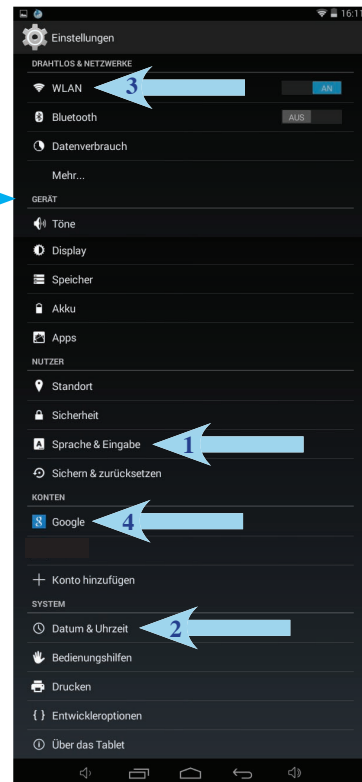 16:11
Einstellungen
DRAHTLOS & NETZWERKE
WLAN 3 AN
Bluetooth AUS
Datenverbrauch
Mehr...
GERÄT
Töne
Display
Speicher
Akku
Apps
NUTZER
Standort
Sicherheit
A Sprache & Eingabe 1
Sichern & zurücksetzen
KONTEN
8 Google 4
+ Konto hinzufügen
SYSTEM
Datum & Uhrzeit 2
Bedienungshilfen
Drucken
{ } Entwickleroptionen
Über das Tablet